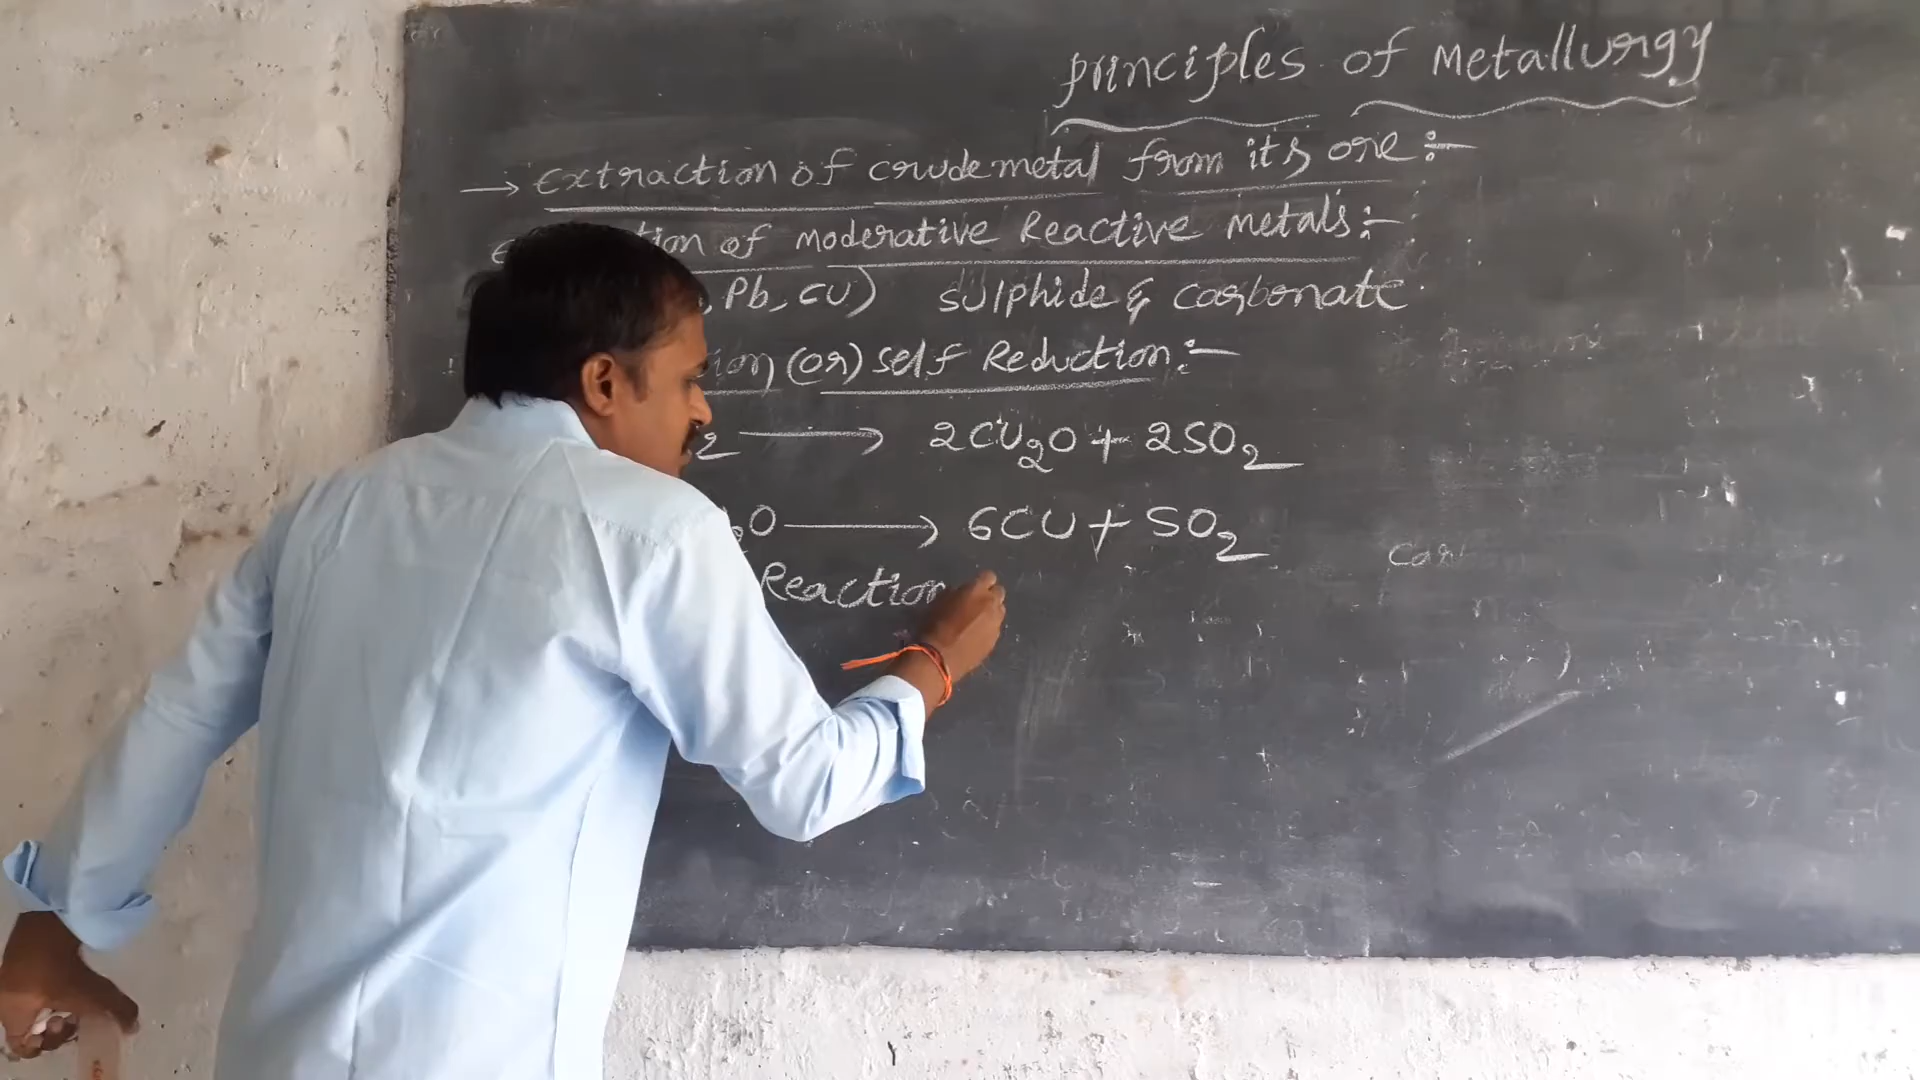 Principles of Metallurgy
→ Extraction of crude metal from its ore :-
tion of Moderative Reactive metals :-
, Pb, CU) sulphide & carbonate
ion (or) self Reduction :-
2 → 2CU2O + 2SO2
2O → 6CU + SO2
Reaction